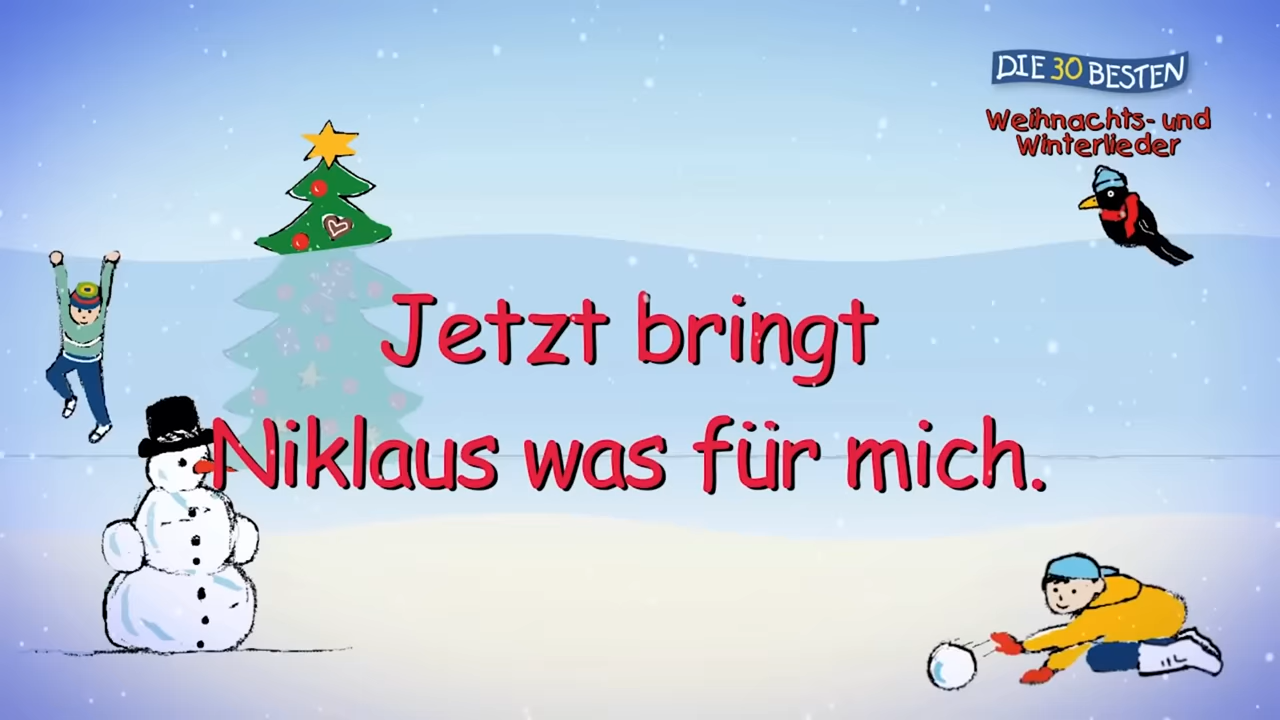 DIE 30 BESTEN
Weihnachts- und
Winterlieder
Jetzt bringt
Niklaus was für mich.